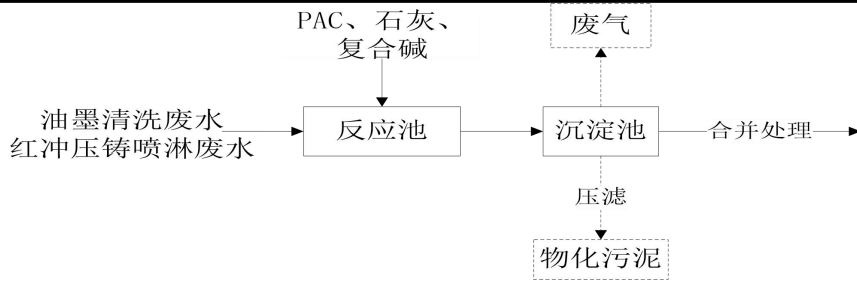 PAC、石灰、
复合碱
废气
油墨清洗废水
红冲压铸喷淋废水
反应池
沉淀池
合并处理
压滤
物化污泥